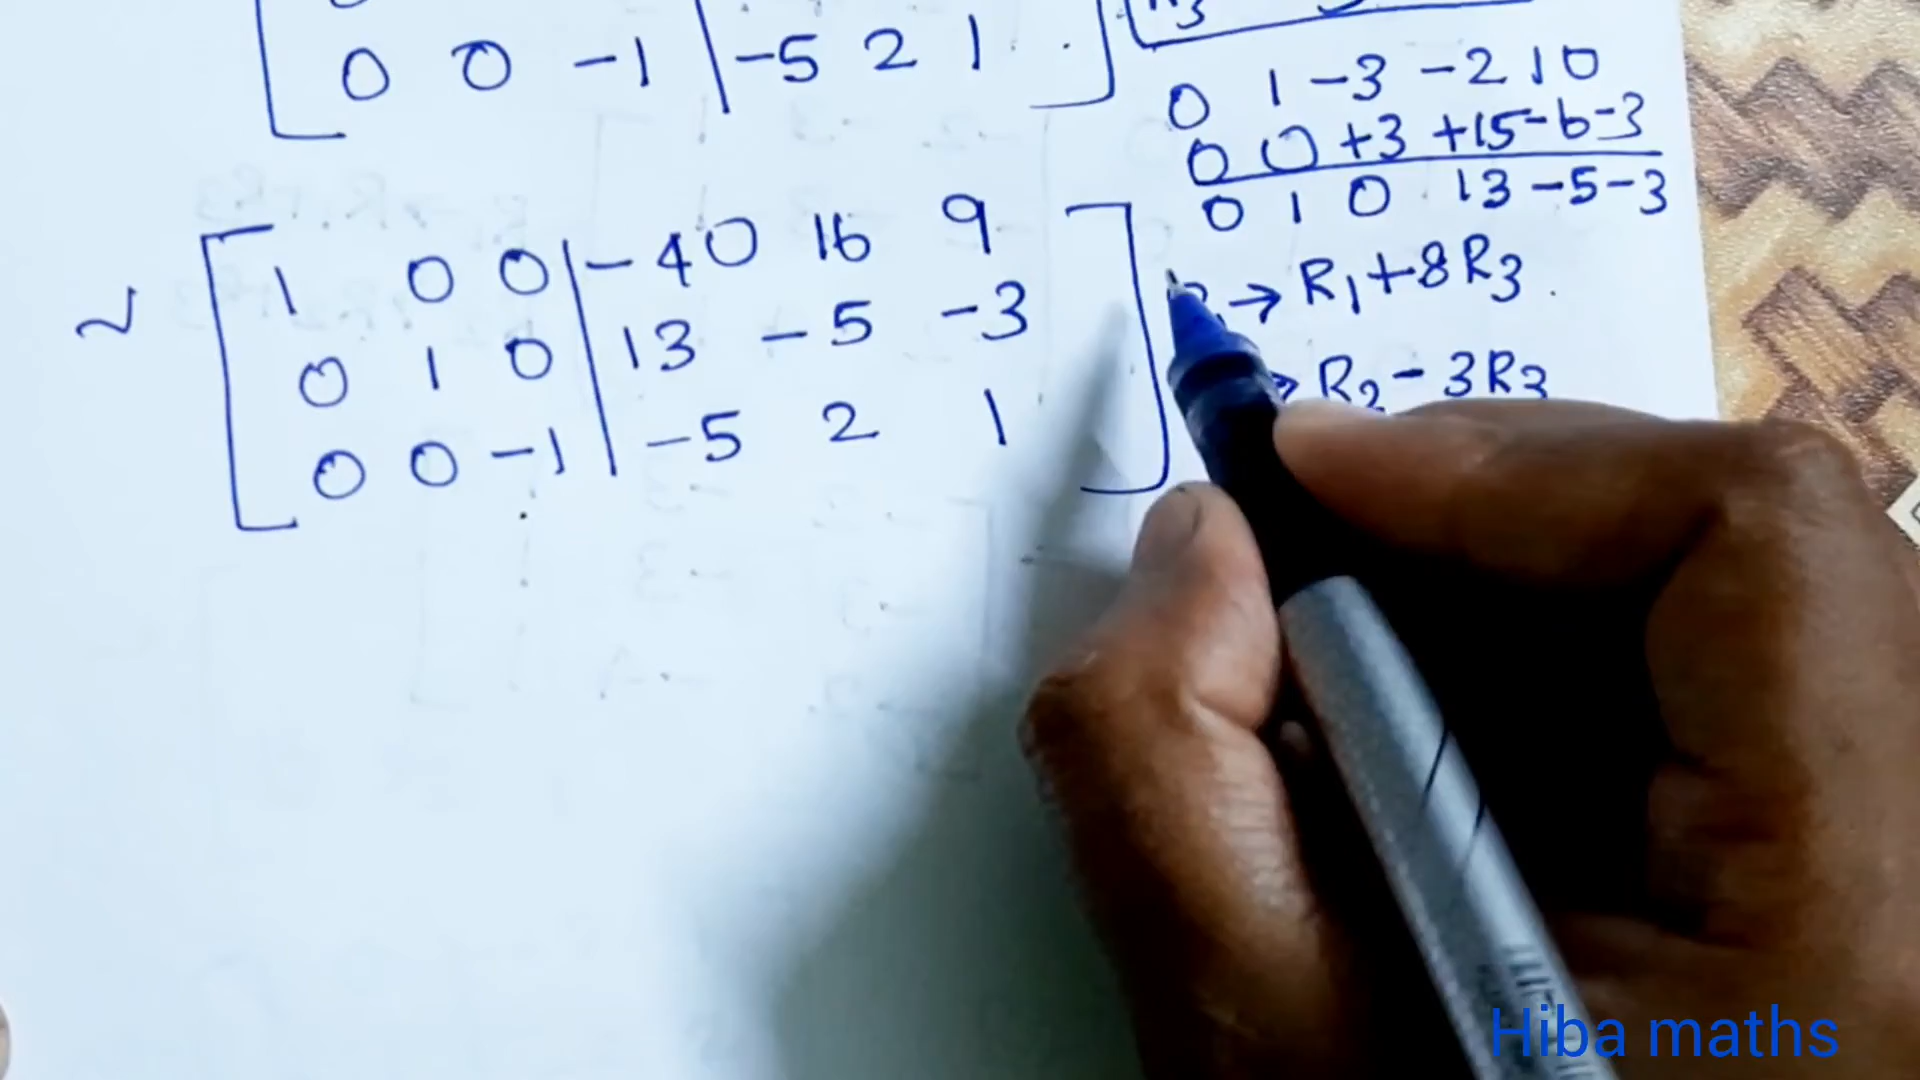 0 0 -1 | -5 2 1
R3
0 1 -3 -2 1 0
0 0 +3 +15 -6 -3
0 1 0 13 -5 -3
~ [1 0 0 | -40 16 9
0 1 0 | 13 -5 -3
0 0 -1 | -5 2 1]
→ R1+8R3
→ R2 - 3R3
Hiba maths